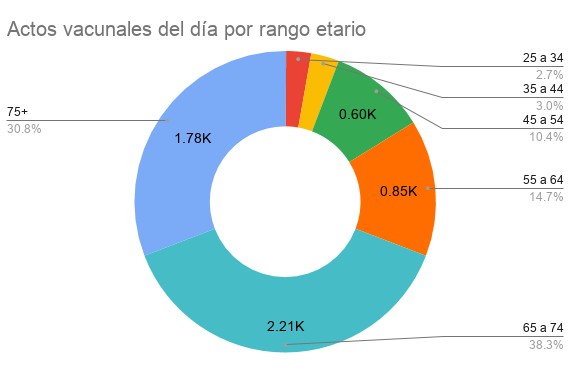 Actos vacunales del día por rango etario
25 a 34
2.7%
35 a 44
3.0%
45 a 54
10.4%
55 a 64
14.7%
65 a 74
38.3%
75+
30.8%
0.60K
0.85K
2.21K
1.78K